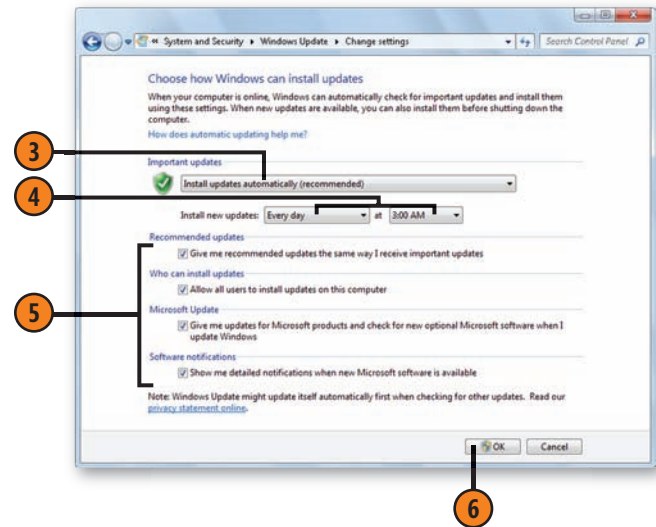 « System and Security ▸ Windows Update ▸ Change settings
Search Control Panel
Choose how Windows can install updates
When your computer is online, Windows can automatically check for important updates and install them
using these settings. When new updates are available, you can also install them before shutting down the
computer.
How does automatic updating help me?
3
Important updates
Install updates automatically (recommended)
4
Install new updates: Every day at 3:00 AM
Recommended updates
Give me recommended updates the same way I receive important updates
Who can install updates
Allow all users to install updates on this computer
5
Microsoft Update
Give me updates for Microsoft products and check for new optional Microsoft software when I
update Windows
Software notifications
Show me detailed notifications when new Microsoft software is available
Note: Windows Update might update itself automatically first when checking for other updates. Read our
privacy statement online.
OK Cancel
6